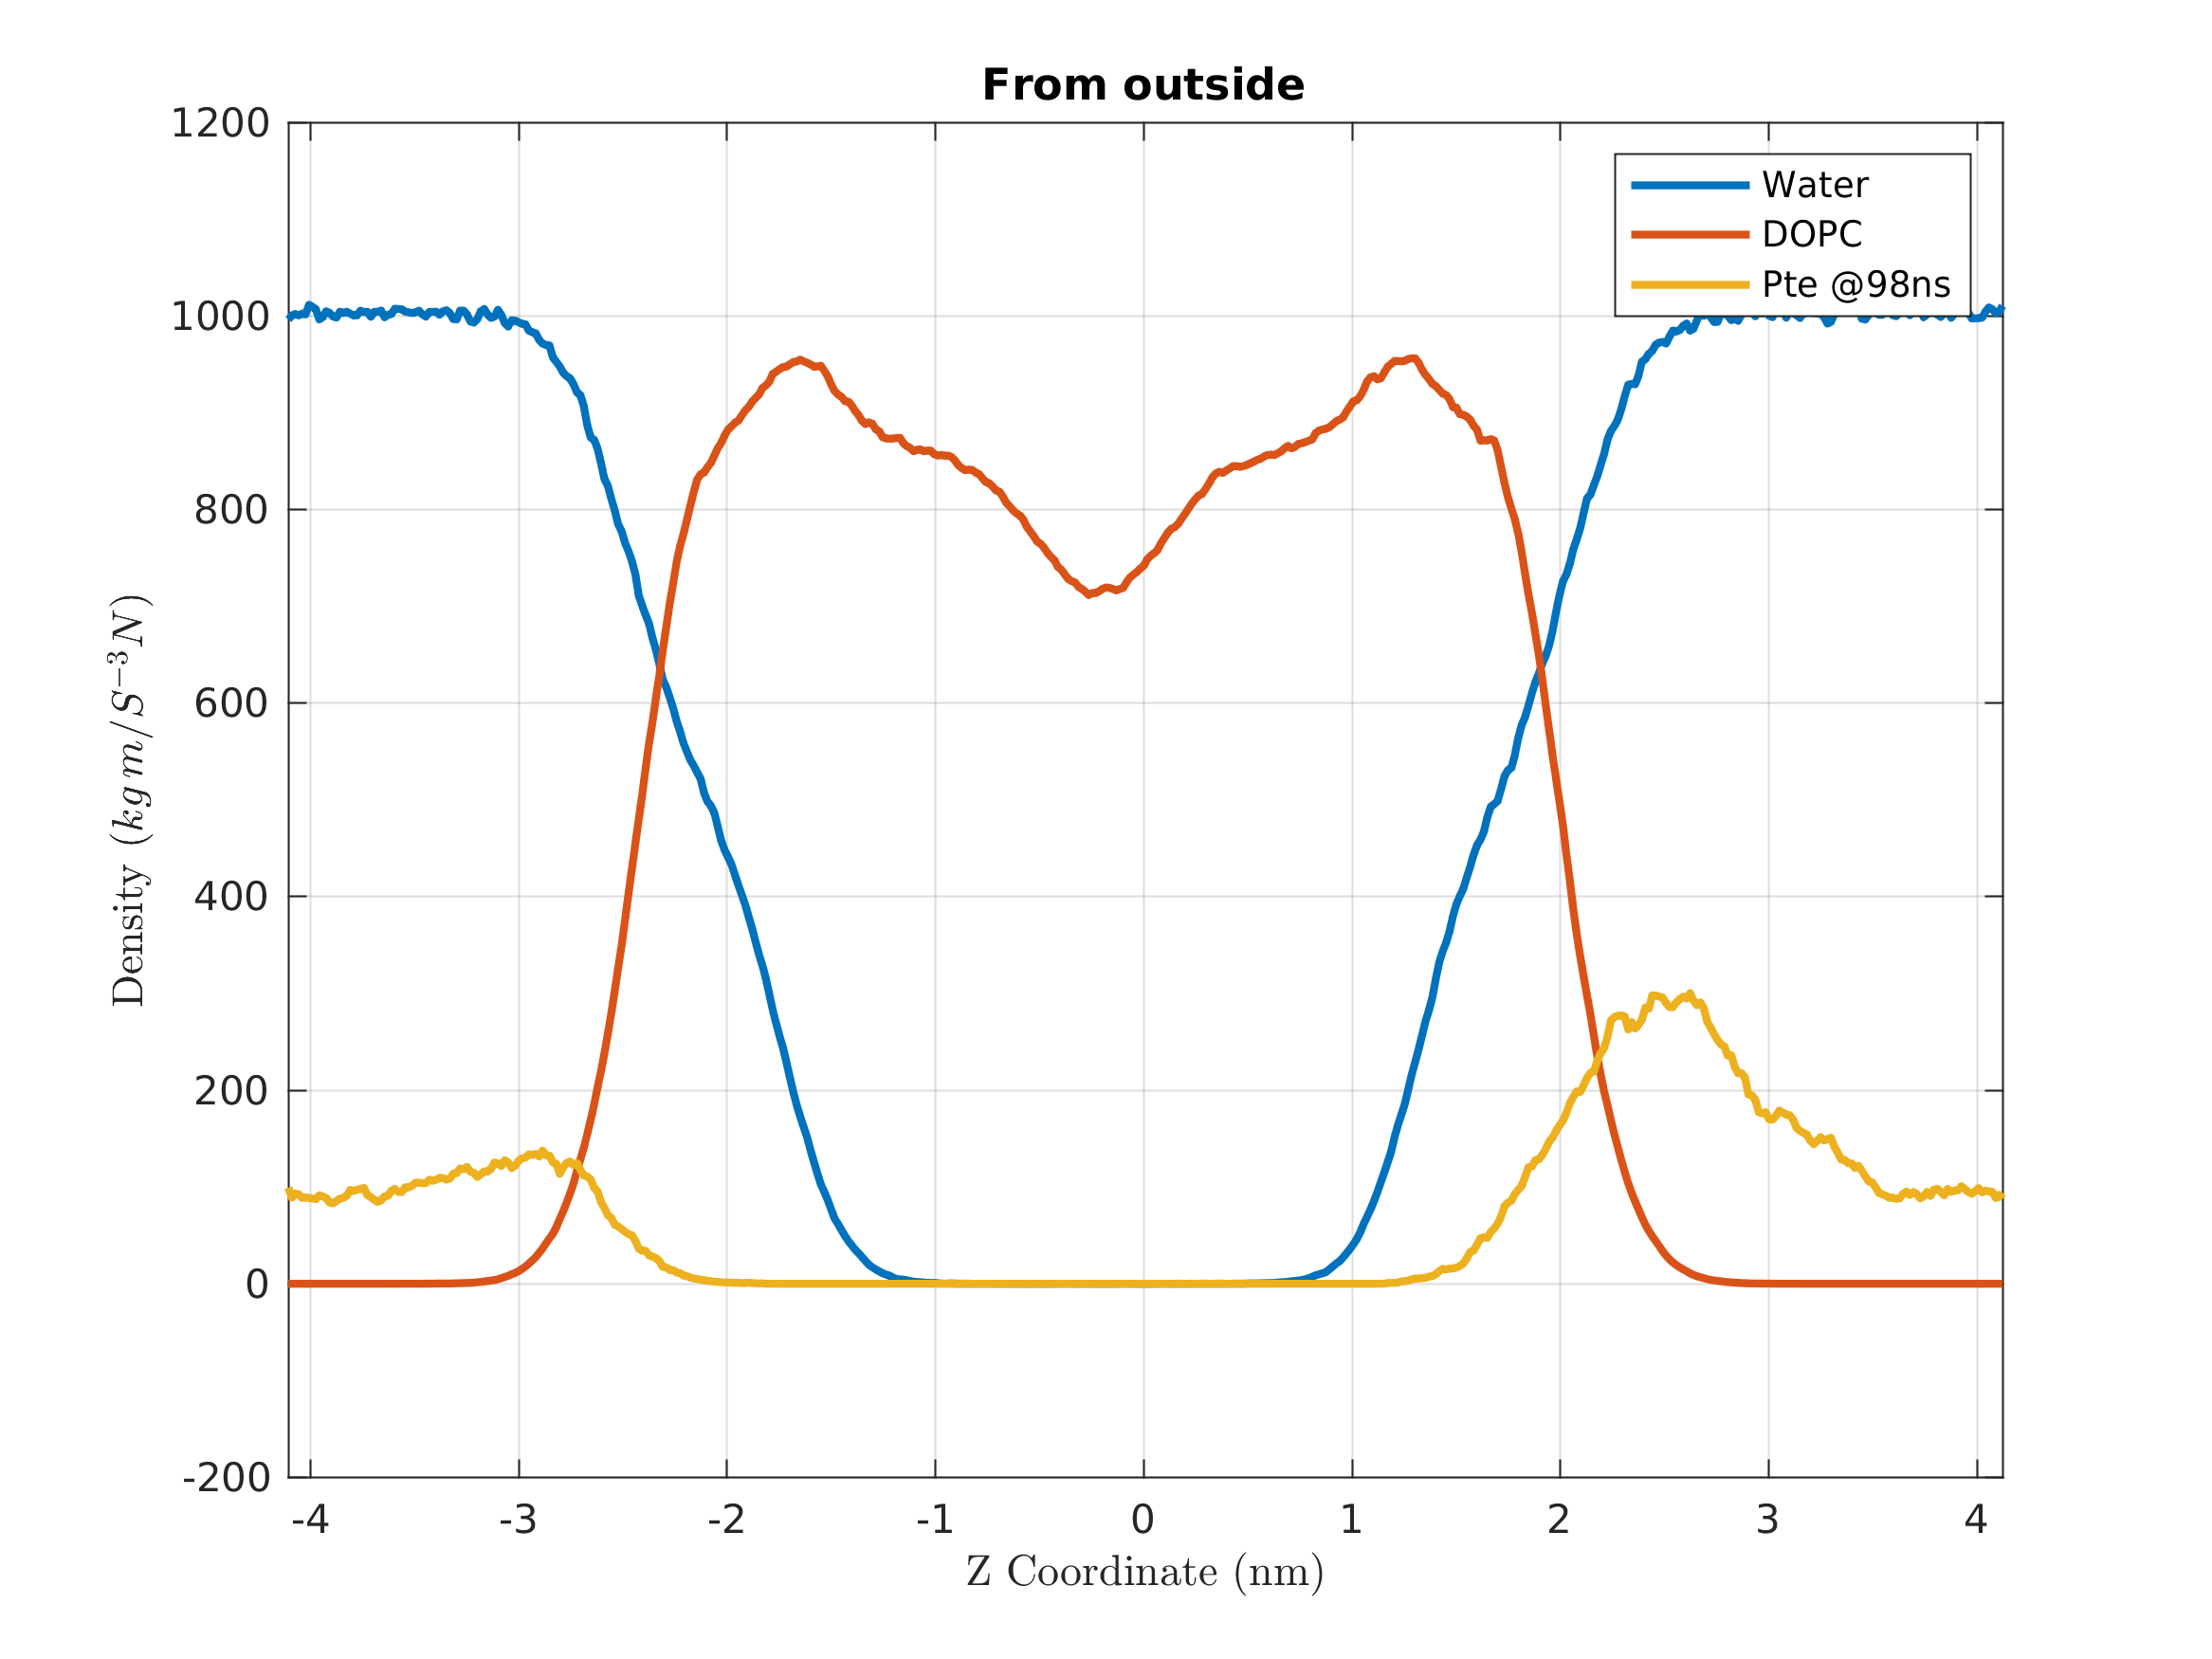 From outside
1200
1000
800
600
400
200
0
-200
Density (kg m/S⁻³N)
Water
DOPC
Pte @98ns
-4 -3 -2 -1 0 1 2 3 4
Z Coordinate (nm)